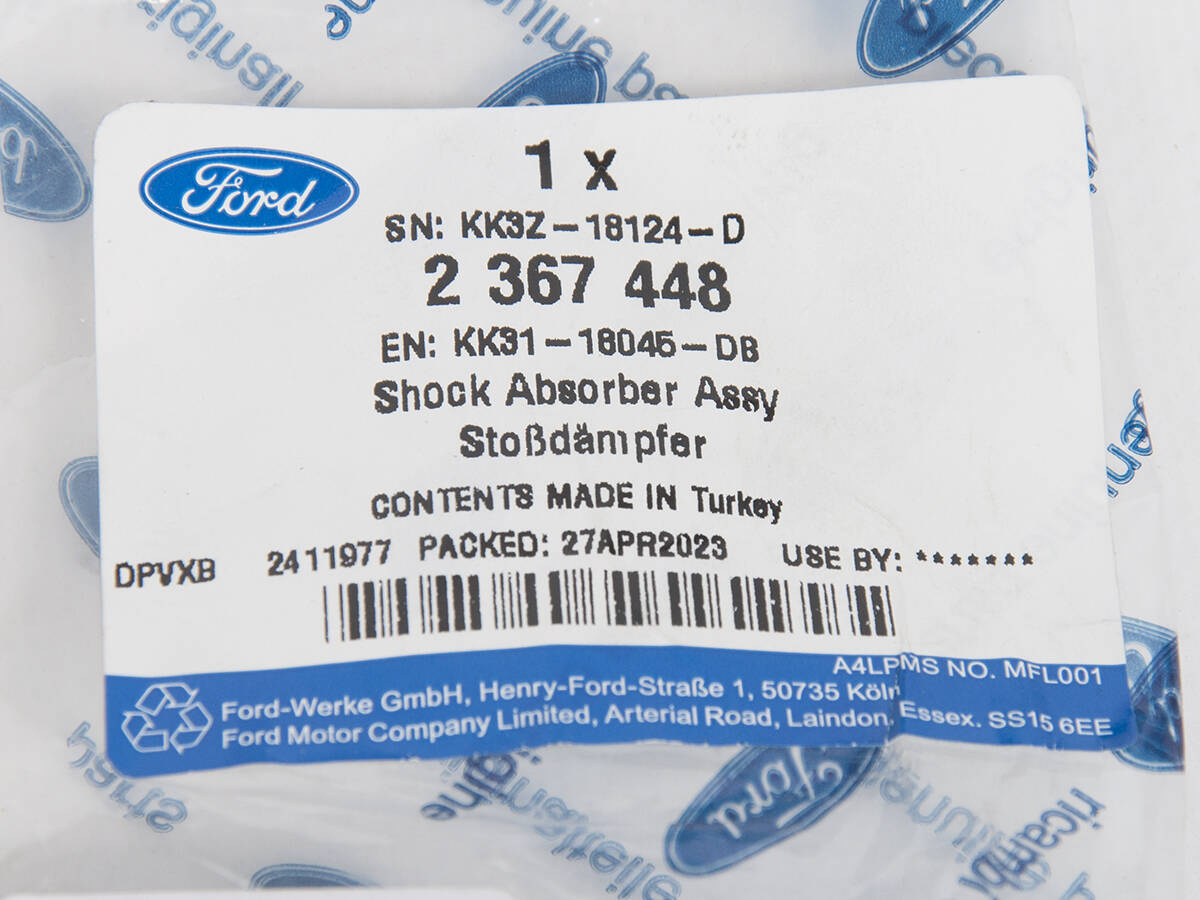 Ford
1 x
SN: KK3Z-18124-D
2 367 448
EN: KK31-18045-DB
Shock Absorber Assy
Stoßdämpfer
CONTENTS MADE IN Turkey
DPVXB 2411977 PACKED: 27APR2023 USE BY: *******
A4LPMS NO. MFL001
Ford-Werke GmbH, Henry-Ford-Straße 1, 50735 Köln
Ford Motor Company Limited, Arterial Road, Laindon, Essex. SS15 6EE
Ford
ricambi